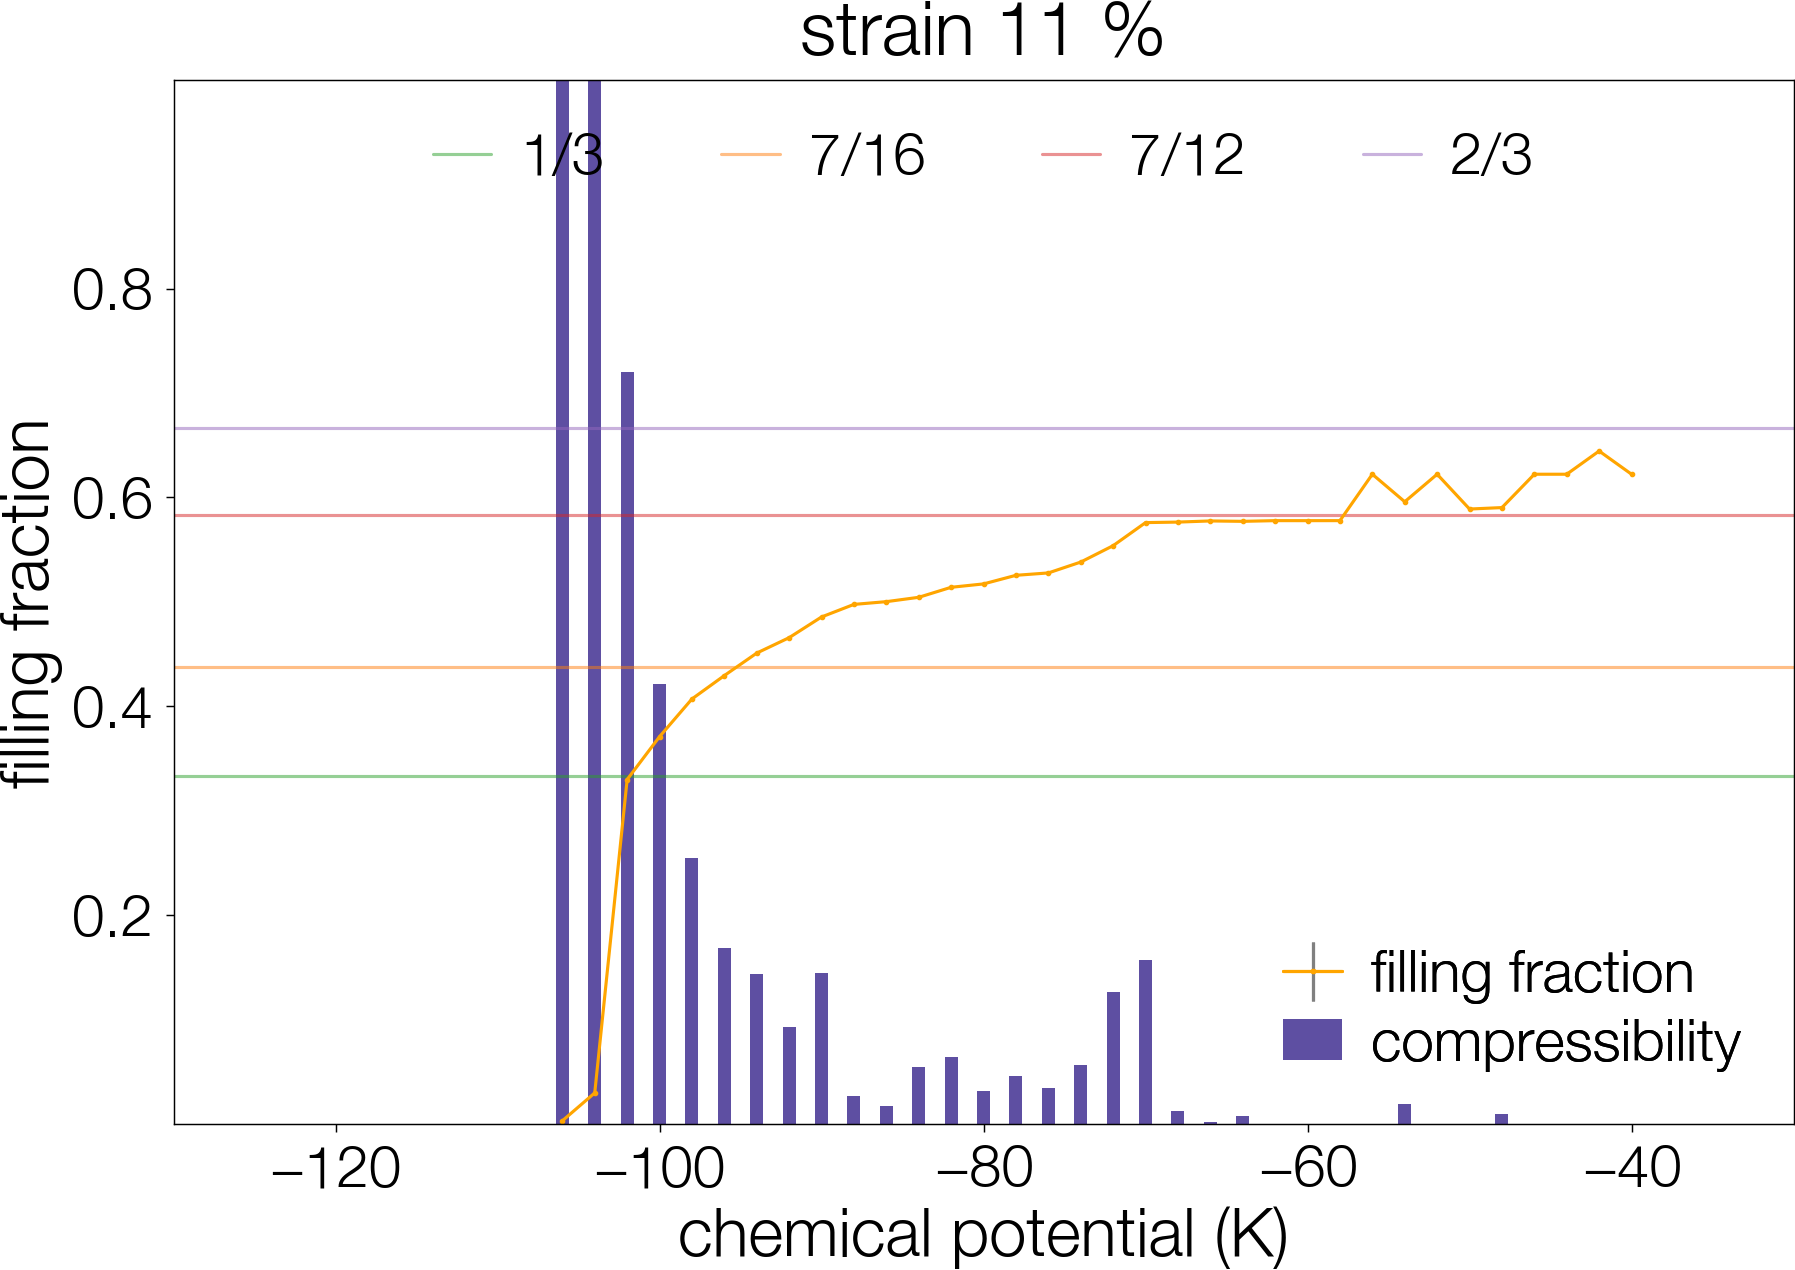 strain 11 %
1/3 7/16 7/12 2/3
0.8
0.6
0.4
0.2
filling fraction
filling fraction
compressibility
−120 −100 −80 −60 −40
chemical potential (K)